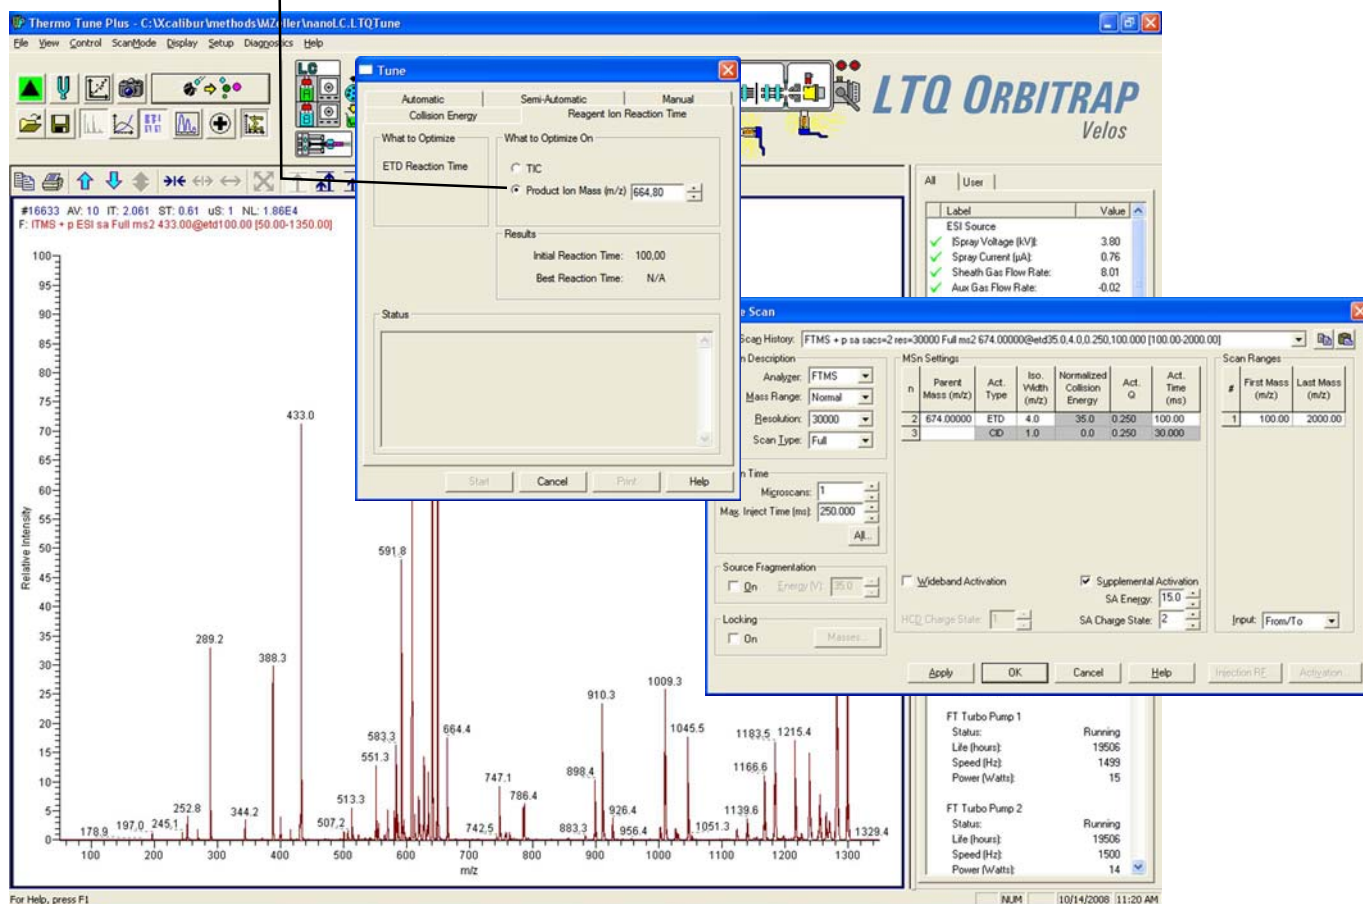 Thermo Tune Plus - C:\Xcalibur\methods\MZeller\nanoLC.LTQTune
File View Control ScanMode Display Setup Diagnostics Help
LC
LTQ ORBITRAP
Velos
#16633 AV: 10 IT: 2.061 ST: 0.61 uS: 1 NL: 1.86E4
F: ITMS + p ESI sa Full ms2 433.00@etd100.00 [50.00-1350.00]
Relative Intensity
100
95
90
85
80
75
70
65
60
55
50
45
40
35
30
25
20
15
10
5
0
433.0
591.8
289.2
388.3
1009.3
910.3
583.3
664.4
1045.5
1183.5
1215.4
551.3
747.1
898.4
1166.6
513.3
786.4
252.8
344.2
926.4
1139.6
178.9
197.0
245.1
507.2
742.5
883.3
956.4
1051.3
1329.4
100 200 300 400 500 600 700 800 900 1000 1100 1200 1300
m/z
Tune
Automatic Semi-Automatic Manual
Collision Energy Reagent Ion Reaction Time
What to Optimize
ETD Reaction Time
What to Optimize On
TIC
Product Ion Mass (m/z) 664,80
Results
Initial Reaction Time: 100,00
Best Reaction Time: N/A
Status
Start Cancel Print Help
All User
Label Value
ESI Source
|Spray Voltage (kV)|: 3.80
Spray Current (µA): 0.76
Sheath Gas Flow Rate: 8.01
Aux Gas Flow Rate: -0.02
e Scan
Scan History: FTMS + p sa sacs=2 res=30000 Full ms2 674.00000@etd35.0,4.0,0.250,100.000 [100.00-2000.00]
n Description
Analyzer: FTMS
Mass Range: Normal
Resolution: 30000
Scan Type: Full
n Time
Microscans: 1
Max. Inject Time (ms): 250.000
All...
Source Fragmentation
On Energy (V): 35.0
Locking
On Masses...
MSn Settings
n Parent Mass (m/z) Act. Type Iso. Width (m/z) Normalized Collision Energy Act. Q Act. Time (ms)
2 674.00000 ETD 4.0 35.0 0.250 100.00
3 CID 1.0 0.0 0.250 30.000
Wideband Activation
Supplemental Activation
SA Energy: 15.0
HCD Charge State: 1
SA Charge State: 2
Scan Ranges
# First Mass (m/z) Last Mass (m/z)
1 100.00 2000.00
Input: From/To
Apply OK Cancel Help Injection RF... Activation...
FT Turbo Pump 1
Status: Running
Life (hours): 19506
Speed (Hz): 1499
Power (Watts): 15
FT Turbo Pump 2
Status: Running
Life (hours): 19506
Speed (Hz): 1500
Power (Watts): 14
For Help, press F1
NUM 10/14/2008 11:20 AM